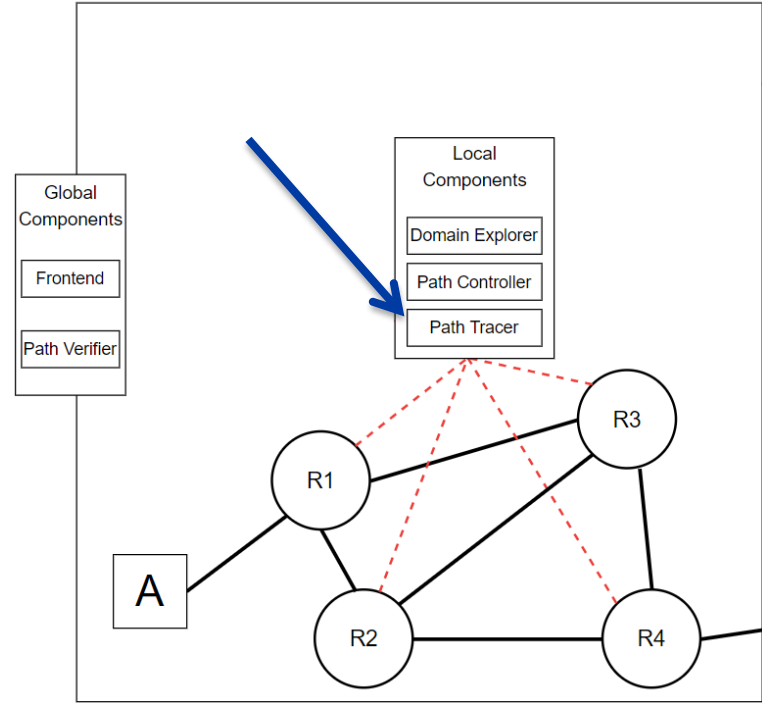 Local
Components
Domain Explorer
Path Controller
Path Tracer
Global
Components
Frontend
Path Verifier
R3
R1
A
R2
R4